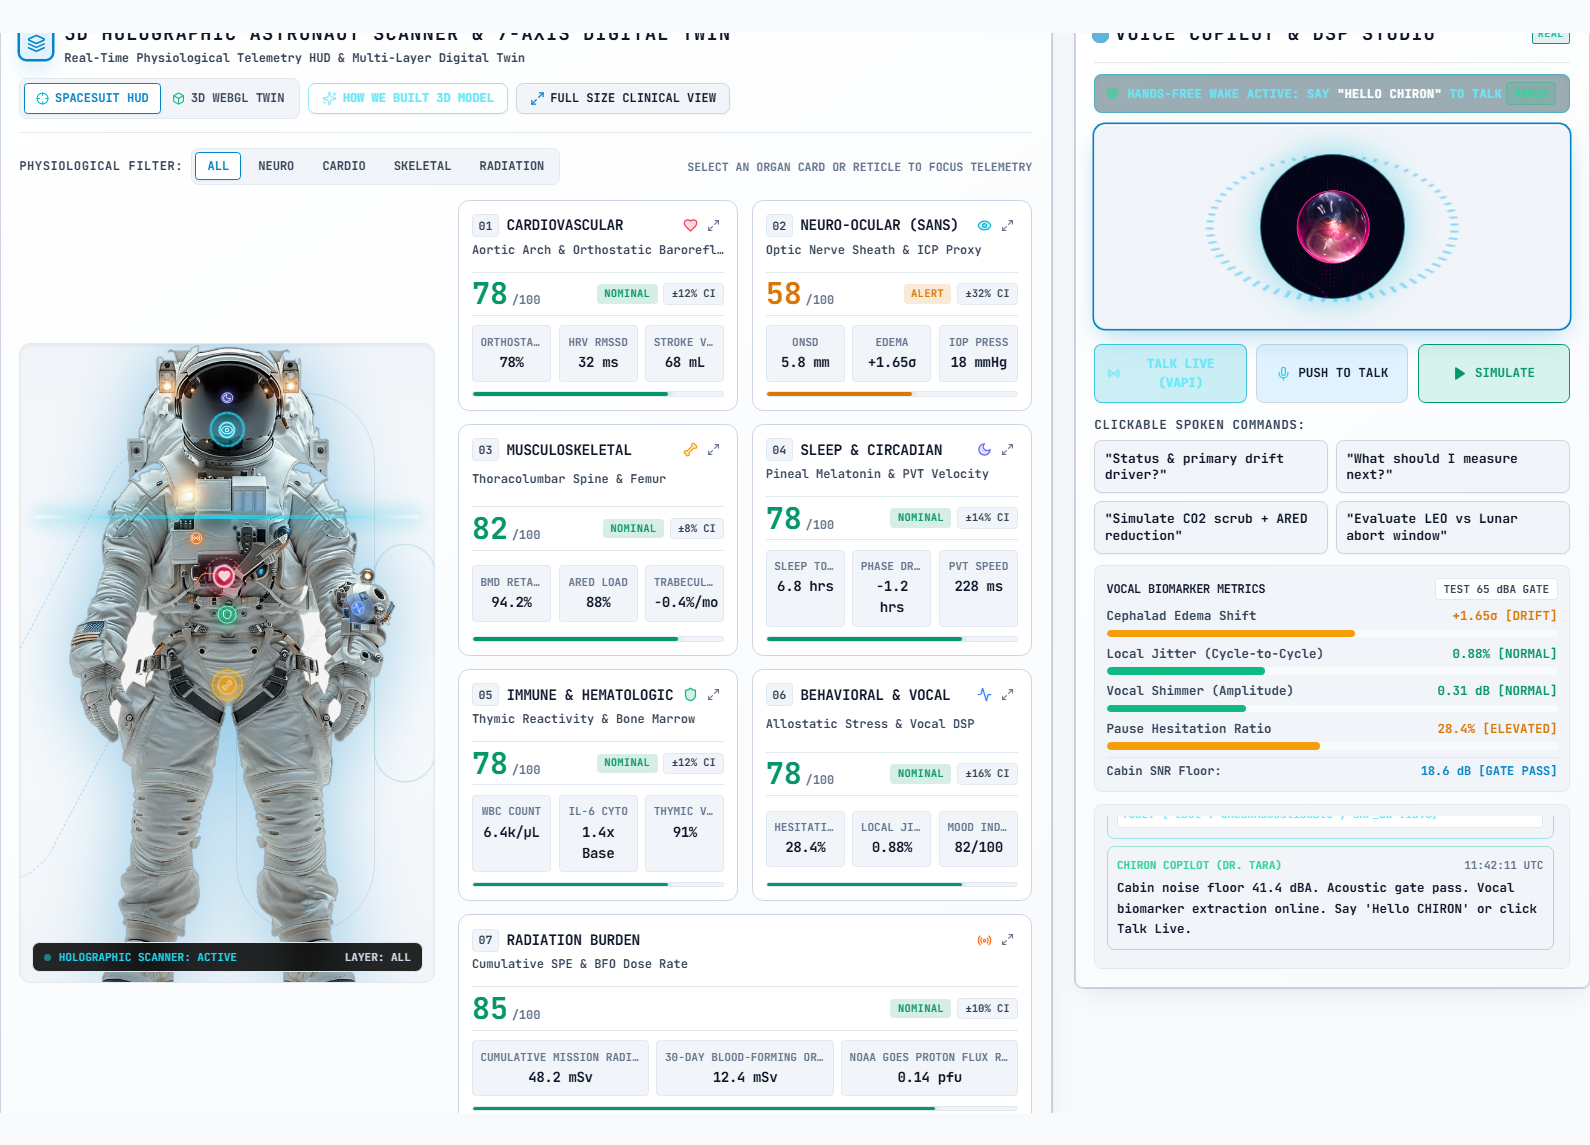 3D HOLOGRAPHIC ASTRONAUT SCANNER & 7-AXIS DIGITAL TWIN
Real-Time Physiological Telemetry HUD & Multi-Layer Digital Twin
SPACESUIT HUD
3D WEBGL TWIN
HOW WE BUILT 3D MODEL
FULL SIZE CLINICAL VIEW
PHYSIOLOGICAL FILTER:
ALL
NEURO
CARDIO
SKELETAL
RADIATION
SELECT AN ORGAN CARD OR RETICLE TO FOCUS TELEMETRY
HOLOGRAPHIC SCANNER: ACTIVE
LAYER: ALL
01 CARDIOVASCULAR
Aortic Arch & Orthostatic Barorefl…
78 /100
NOMINAL
±12% CI
ORTHOSTA…
78%
HRV RMSSD
32 ms
STROKE V…
68 mL
02 NEURO-OCULAR (SANS)
Optic Nerve Sheath & ICP Proxy
58 /100
ALERT
±32% CI
ONSD
5.8 mm
EDEMA
+1.65σ
IOP PRESS
18 mmHg
03 MUSCULOSKELETAL
Thoracolumbar Spine & Femur
82 /100
NOMINAL
±8% CI
BMD RETA…
94.2%
ARED LOAD
88%
TRABECUL…
-0.4%/mo
04 SLEEP & CIRCADIAN
Pineal Melatonin & PVT Velocity
78 /100
NOMINAL
±14% CI
SLEEP TO…
6.8 hrs
PHASE DR…
-1.2
hrs
PVT SPEED
228 ms
05 IMMUNE & HEMATOLOGIC
Thymic Reactivity & Bone Marrow
78 /100
NOMINAL
±12% CI
WBC COUNT
6.4k/µL
IL-6 CYTO
1.4x
Base
THYMIC V…
91%
06 BEHAVIORAL & VOCAL
Allostatic Stress & Vocal DSP
78 /100
NOMINAL
±16% CI
HESITATI…
28.4%
LOCAL JI…
0.88%
MOOD IND…
82/100
07 RADIATION BURDEN
Cumulative SPE & BFO Dose Rate
85 /100
NOMINAL
±10% CI
CUMULATIVE MISSION RADI…
48.2 mSv
30-DAY BLOOD-FORMING OR…
12.4 mSv
NOAA GOES PROTON FLUX R…
0.14 pfu
VOICE COPILOT & DSP STUDIO
REAL
HANDS-FREE WAKE ACTIVE: SAY "HELLO CHIRON" TO TALK
TALK LIVE
(VAPI)
PUSH TO TALK
SIMULATE
CLICKABLE SPOKEN COMMANDS:
"Status & primary drift
driver?"
"What should I measure
next?"
"Simulate CO2 scrub + ARED
reduction"
"Evaluate LEO vs Lunar
abort window"
VOCAL BIOMARKER METRICS
TEST 65 dBA GATE
Cephalad Edema Shift
+1.65σ [DRIFT]
Local Jitter (Cycle-to-Cycle)
0.88% [NORMAL]
Vocal Shimmer (Amplitude)
0.31 dB [NORMAL]
Pause Hesitation Ratio
28.4% [ELEVATED]
Cabin SNR Floor:
18.6 dB [GATE PASS]
CHIRON COPILOT (DR. TARA)
11:42:11 UTC
Cabin noise floor 41.4 dBA. Acoustic gate pass. Vocal
biomarker extraction online. Say 'Hello CHIRON' or click
Talk Live.